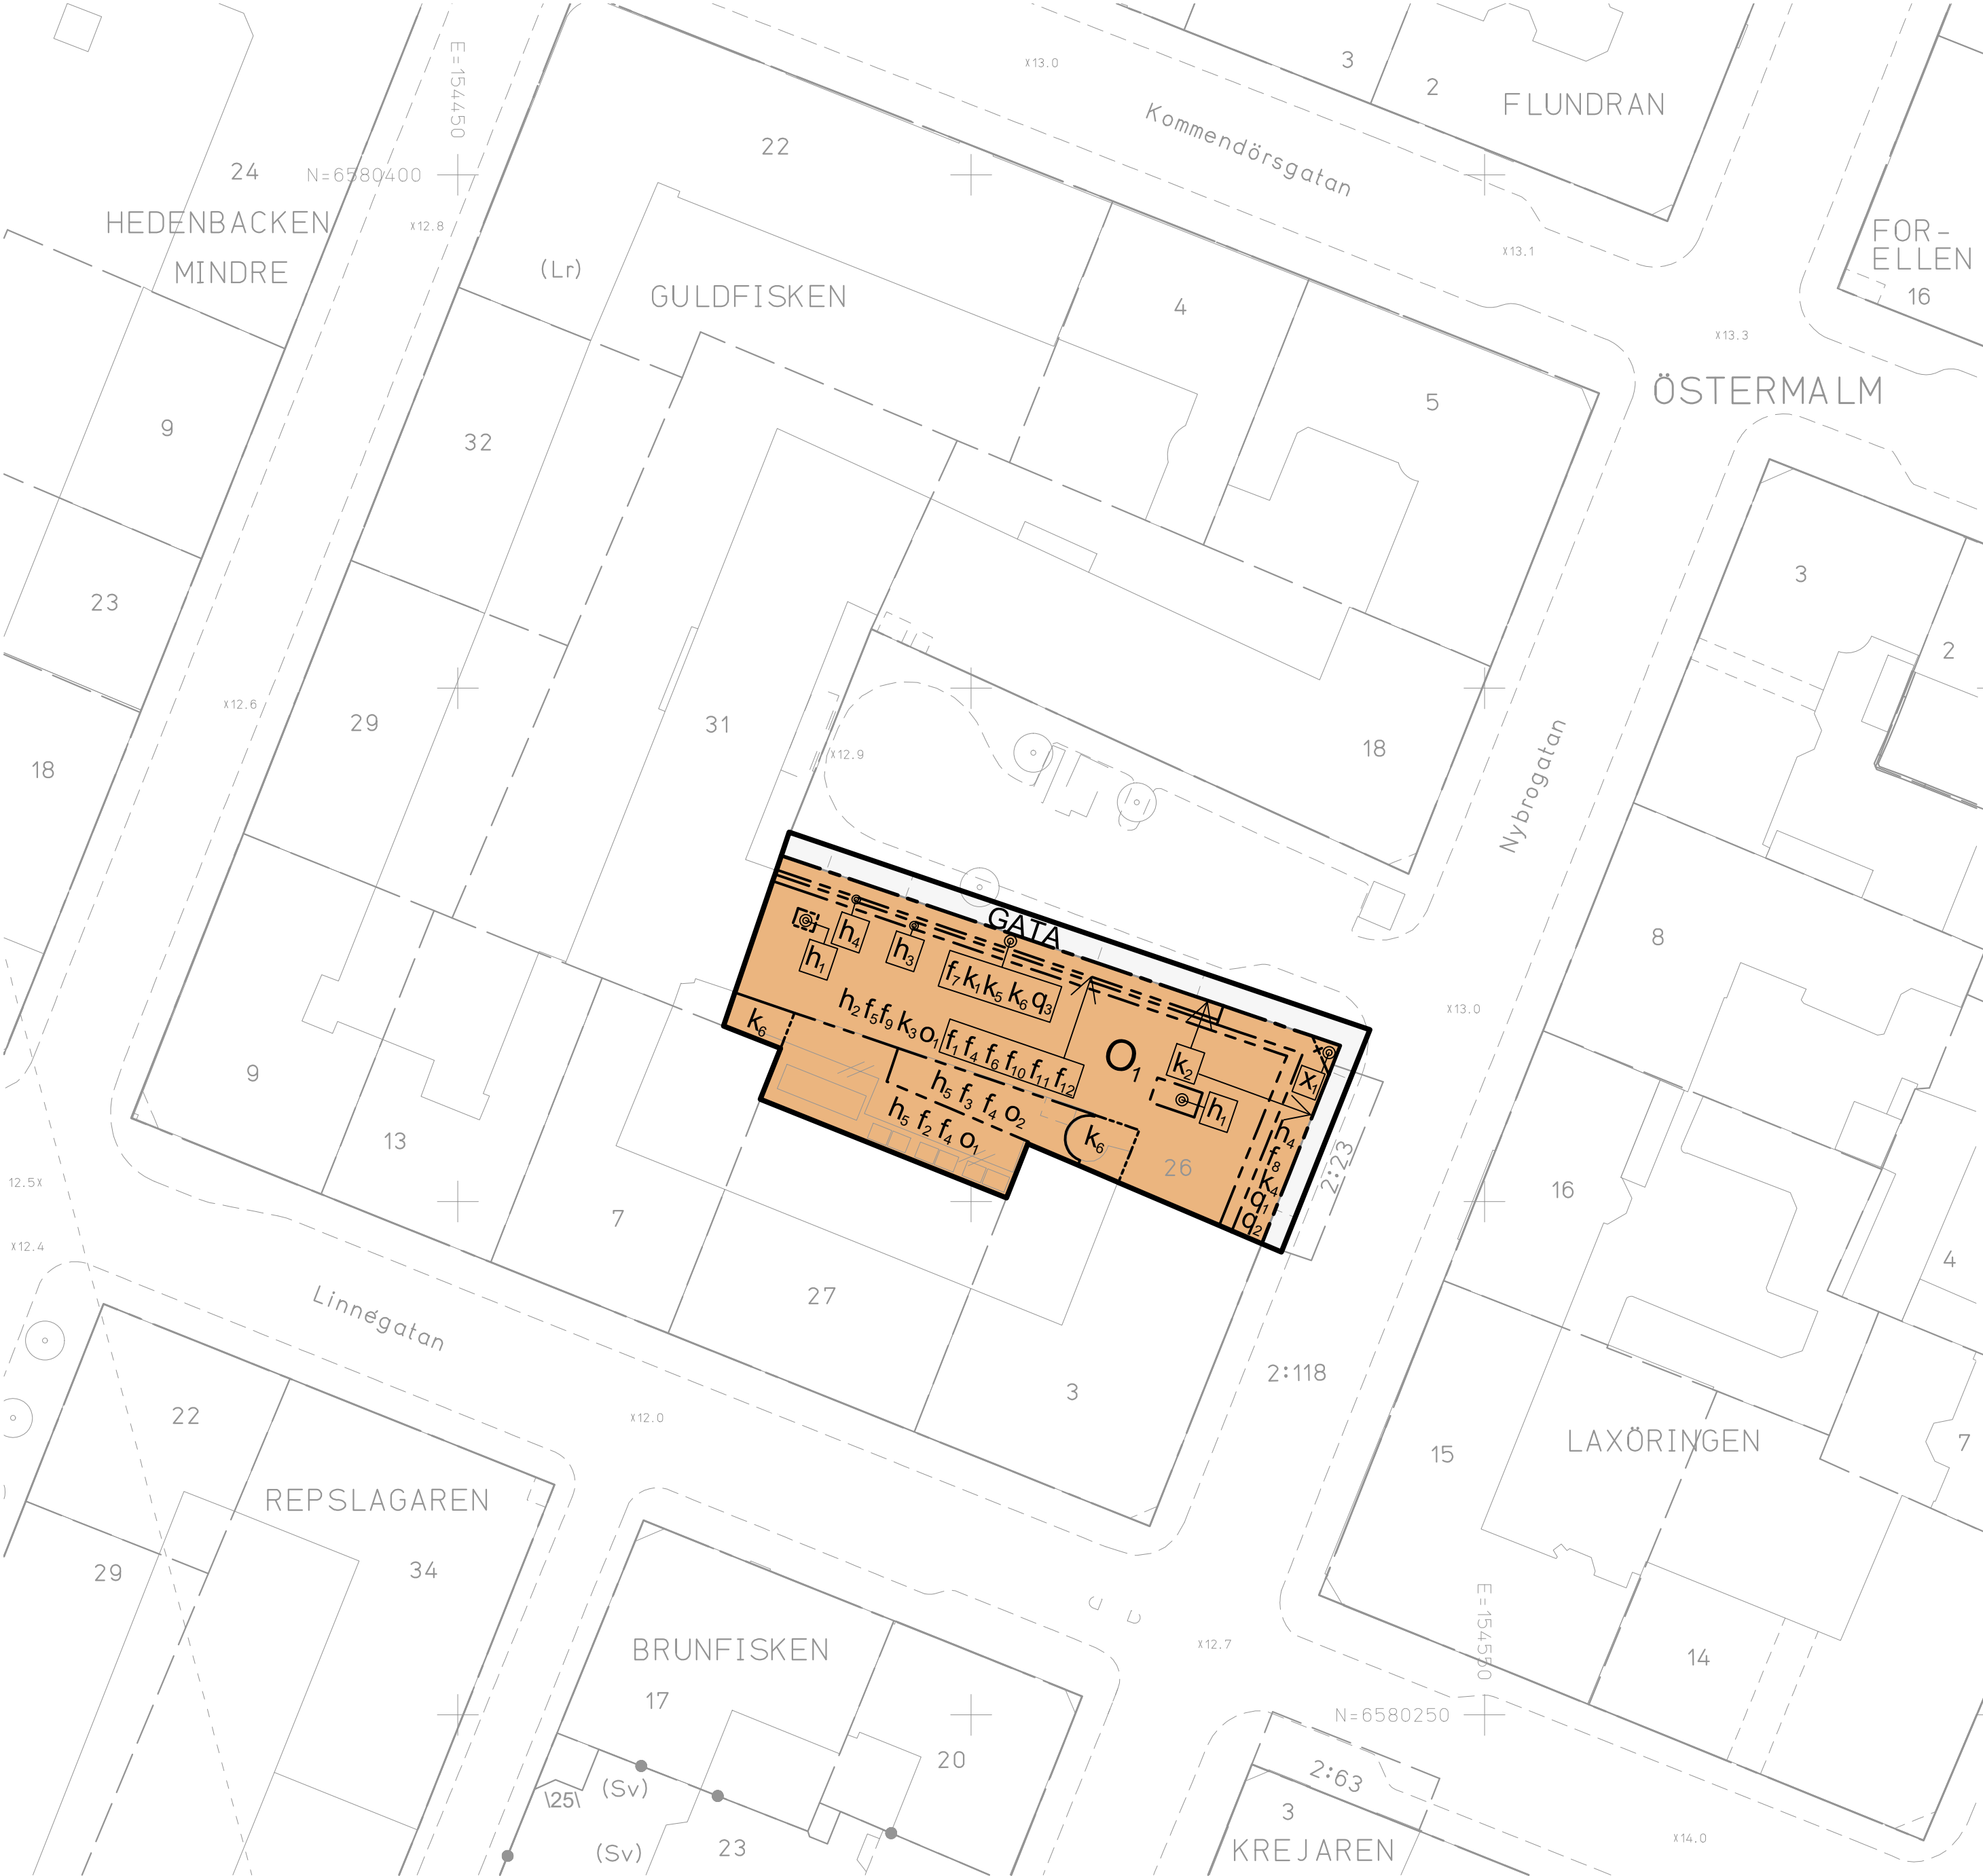 E=154450
x13.0
3
2
FLUNDRAN
Kommendörsgatan
22
24
N=6580400
HEDENBACKEN
MINDRE
x12.8
(Lr)
GULDFISKEN
4
x13.1
FOR-
ELLEN
16
x13.3
ÖSTERMALM
5
9
32
3
23
2
29
31
18
x12.6
x12.9
18
Nybrogatan
8
GATA
h4
h3
h1
f7 k1 k5 k6 q3
h2 f5 f9 k3 o1
f1 f4 f6 f10 f11 f12
k6
O1
k2
x1
h1
h5 f3 f4 o2
h5 f2 f4 o1
k6
26
h4
f8
k4
q1
q2
2:23
x13.0
9
13
7
16
12.5x
x12.4
4
Linnégatan
27
3
2:118
22
x12.0
LAXÖRINGEN
15
7
REPSLAGAREN
29
34
E=154550
BRUNFISKEN
x12.7
14
17
N=6580250
20
2:63
\25\
(Sv)
3
(Sv)
23
KREJAREN
x14.0